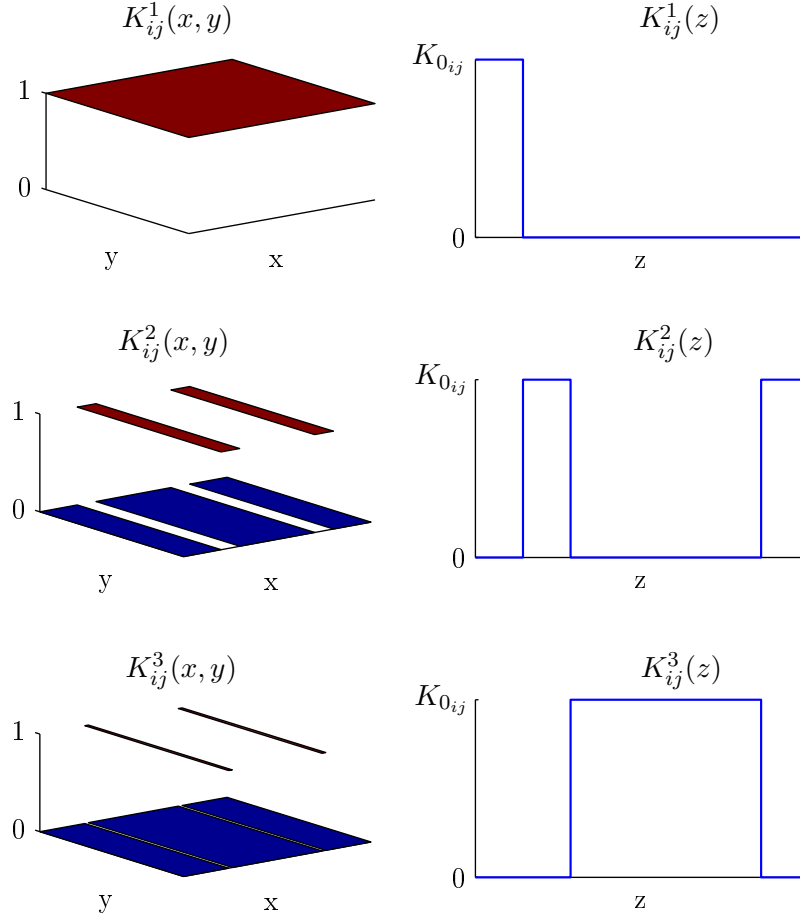 K^1_{ij}(x, y)
1
0
y
x
K^1_{ij}(z)
K_{0_{ij}}
0
z
K^2_{ij}(x, y)
1
0
y
x
K^2_{ij}(z)
K_{0_{ij}}
0
z
K^3_{ij}(x, y)
1
0
y
x
K^3_{ij}(z)
K_{0_{ij}}
0
z